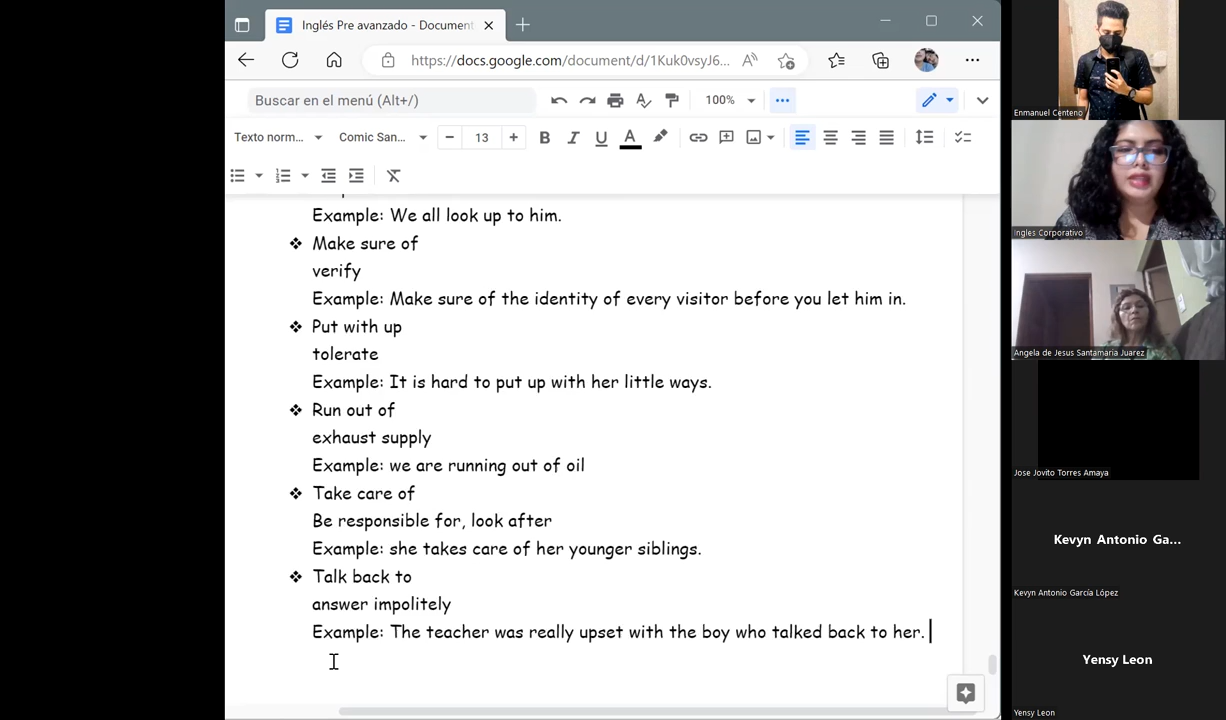 Inglés Pre avanzado - Document
https://docs.google.com/document/d/1Kuk0vsyJ6...
Buscar en el menú (Alt+/)
100%
Texto norm...
Comic San...
13
Example: We all look up to him.
❖ Make sure of
verify
Example: Make sure of the identity of every visitor before you let him in.
❖ Put with up
tolerate
Example: It is hard to put up with her little ways.
❖ Run out of
exhaust supply
Example: we are running out of oil
❖ Take care of
Be responsible for, look after
Example: she takes care of her younger siblings.
❖ Talk back to
answer impolitely
Example: The teacher was really upset with the boy who talked back to her.
Enmanuel Centeno
Ingles Corporativo
Angela de Jesus Santamaria Juarez
Jose Jovito Torres Amaya
Kevyn Antonio Ga...
Kevyn Antonio García López
Yensy Leon
Yensy Leon